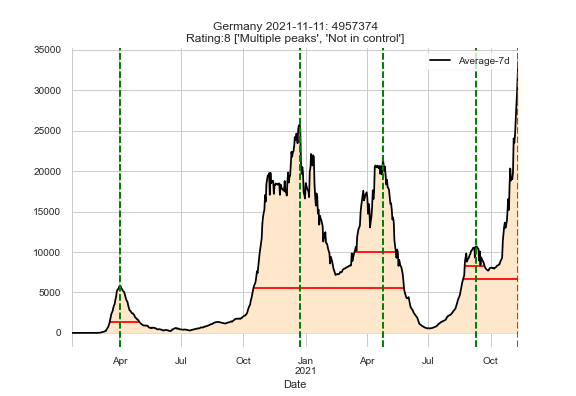 Germany 2021-11-11: 4957374
Rating:8 ['Multiple peaks', 'Not in control']
Average-7d
35000
30000
25000
20000
15000
10000
5000
0
Apr
Jul
Oct
Jan
2021
Apr
Jul
Oct
Date